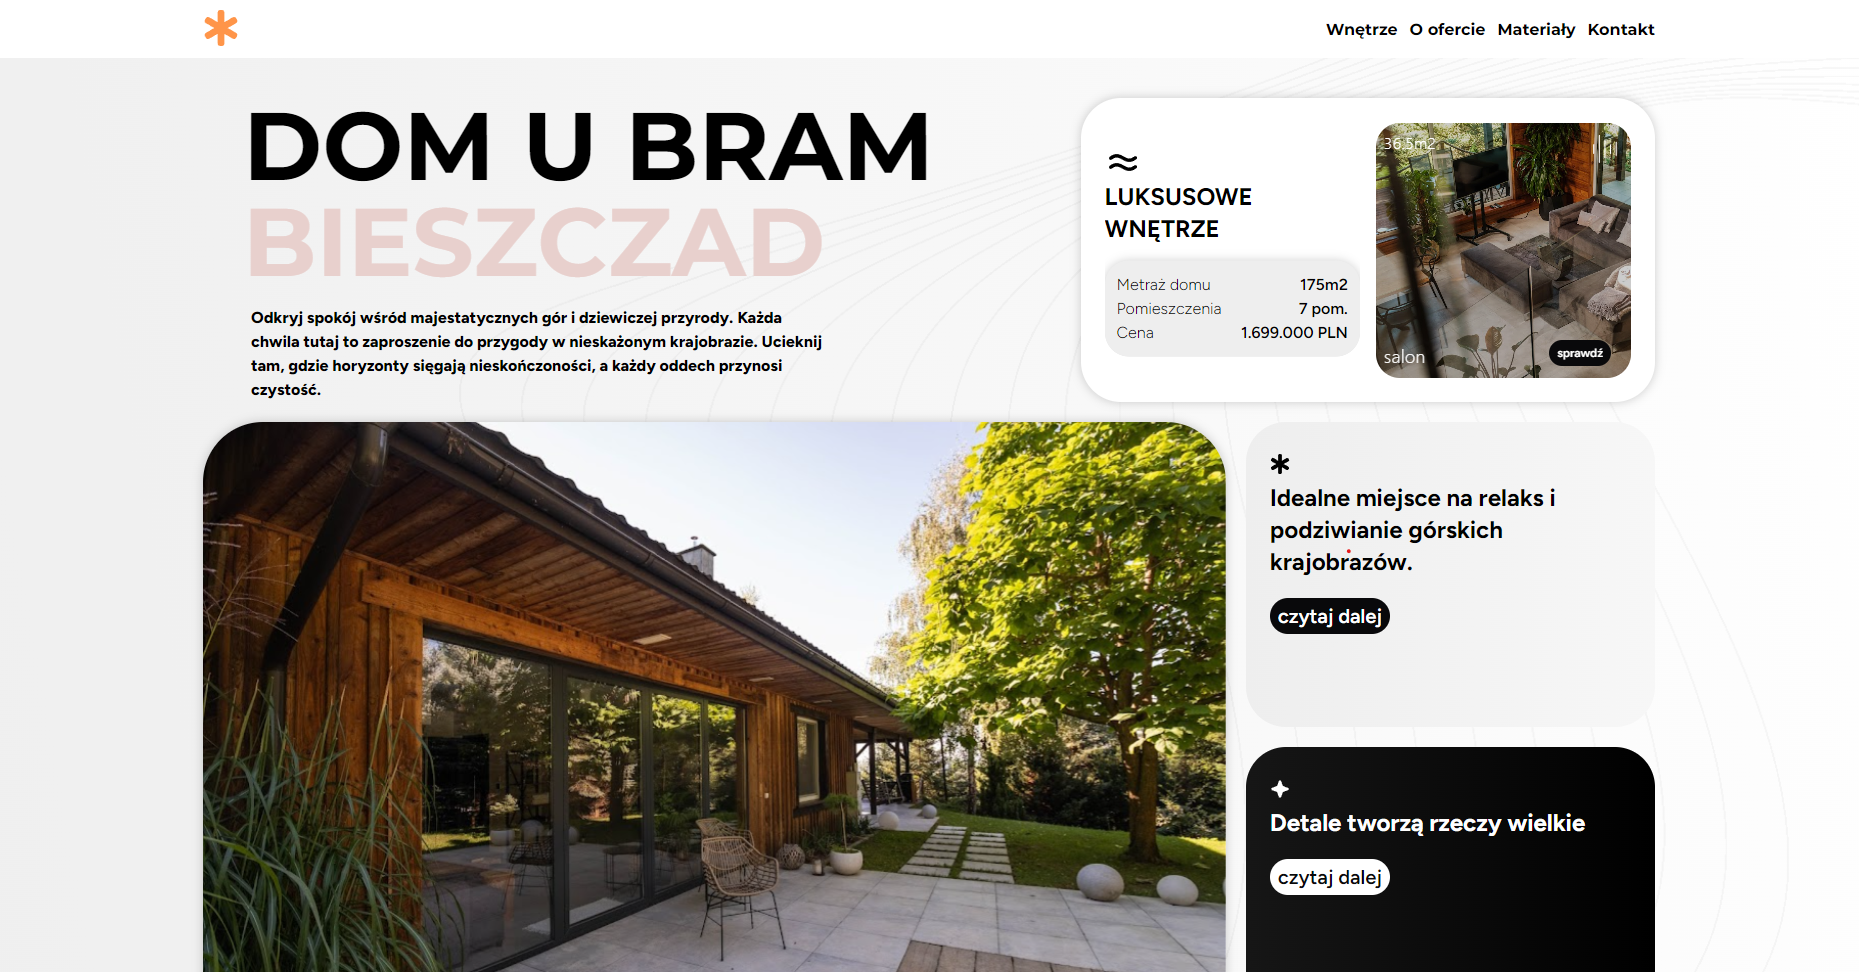 Wnętrze O ofercie Materiały Kontakt
DOM U BRAM
BIESZCZAD
Odkryj spokój wśród majestatycznych gór i dziewiczej przyrody. Każda
chwila tutaj to zaproszenie do przygody w nieskażonym krajobrazie. Ucieknij
tam, gdzie horyzonty sięgają nieskończoności, a każdy oddech przynosi
czystość.
LUKSUSOWE
WNĘTRZE
Metraż domu 175m2
Pomieszczenia 7 pom.
Cena 1.699.000 PLN
36.5m2
salon
sprawdź
Idealne miejsce na relaks i
podziwianie górskich
krajobrazów.
czytaj dalej
Detale tworzą rzeczy wielkie
czytaj dalej